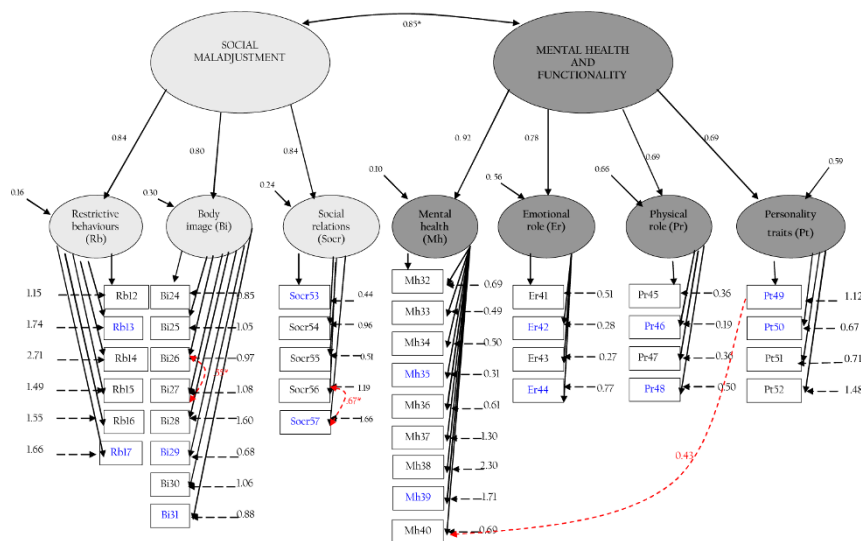 0.85*
SOCIAL
MALADJUSTMENT
MENTAL HEALTH
AND
FUNCTIONALITY
0.84
0.80
0.84
0.92
0.78
0.69
0.69
0.16
0.30
0.24
0.10
0.56
0.66
0.59
Restrictive
behaviours
(Rb)
Body
image (Bi)
Social
relations
(Socr)
Mental
health
(Mh)
Emotional
role (Er)
Physical
role (Pr)
Personality
traits (Pt)
1.15 Rb12 Bi24 0.85 Socr53 0.44 Mh32 0.69 Er41 0.51 Pr45 0.36 Pt49 1.12
1.74 Rb13 Bi25 1.05 Socr54 0.96 Mh33 0.49 Er42 0.28 Pr46 0.19 Pt50 0.67
2.71 Rb14 Bi26 0.97 Socr55 0.51 Mh34 0.50 Er43 0.27 Pr47 0.36 Pt51 0.71
1.49 Rb15 Bi27 1.08 Socr56 1.19 Mh35 0.31 Er44 0.77 Pr48 0.50 Pt52 1.48
.67*
1.55 Rb16 Bi28 1.60 Socr57 1.66 Mh36 0.61
1.66 Rb17 Bi29 0.68 Mh37 1.30
Bi30 1.06 Mh38 2.30
0.43
Bi31 0.88 Mh39 1.71
Mh40 0.69